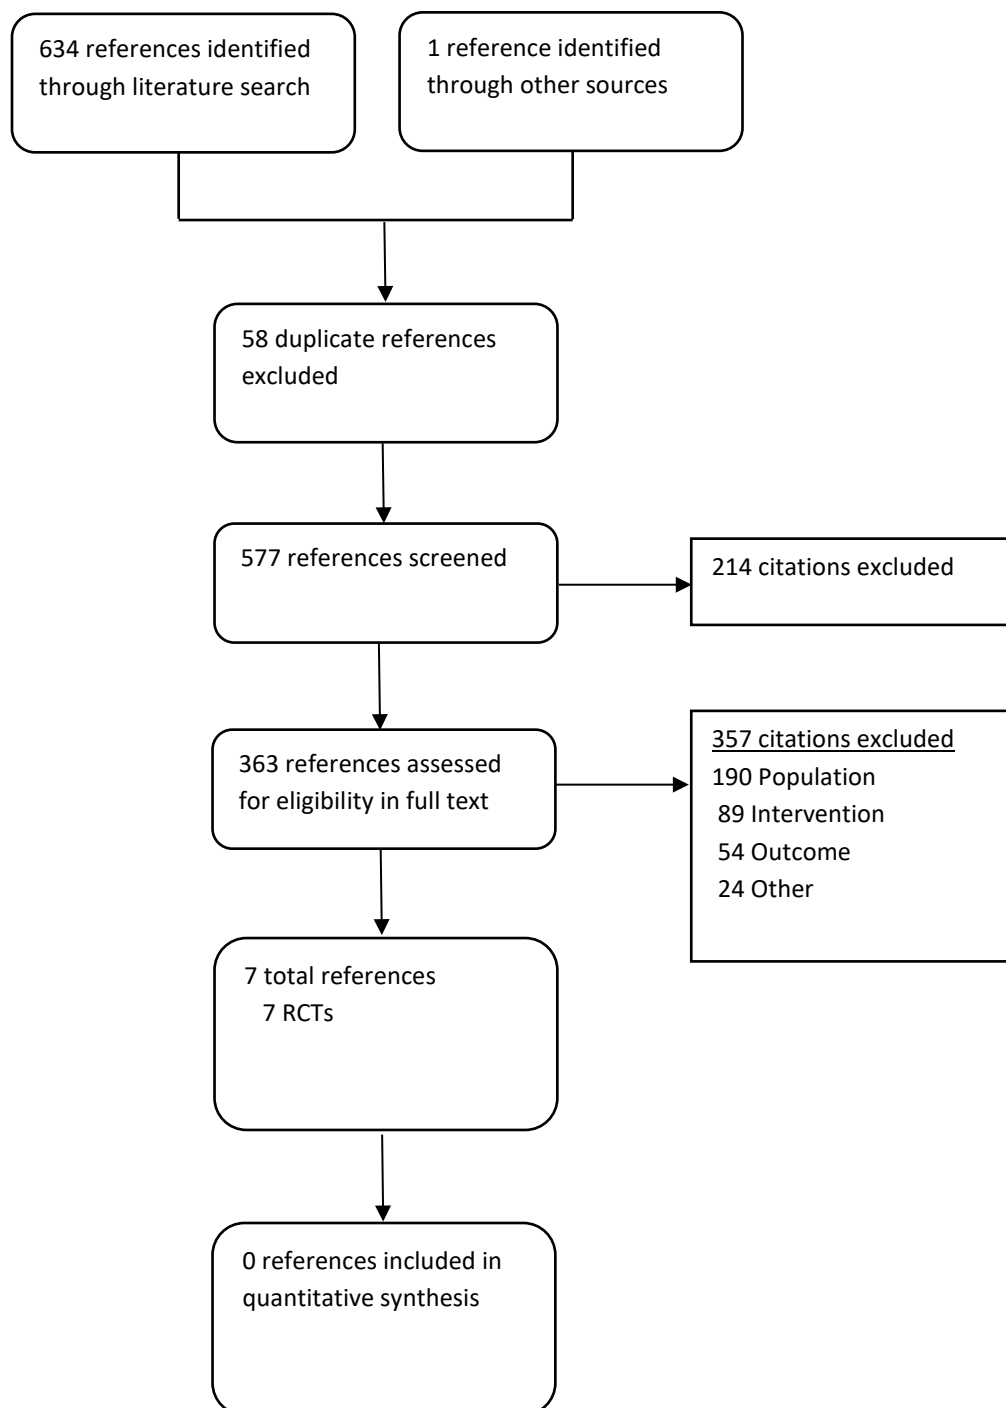 634 references identified
through literature search
1 reference identified
through other sources
58 duplicate references
excluded
577 references screened
214 citations excluded
363 references assessed
for eligibility in full text
357 citations excluded
190 Population
89 Intervention
54 Outcome
24 Other
7 total references
7 RCTs
0 references included in
quantitative synthesis